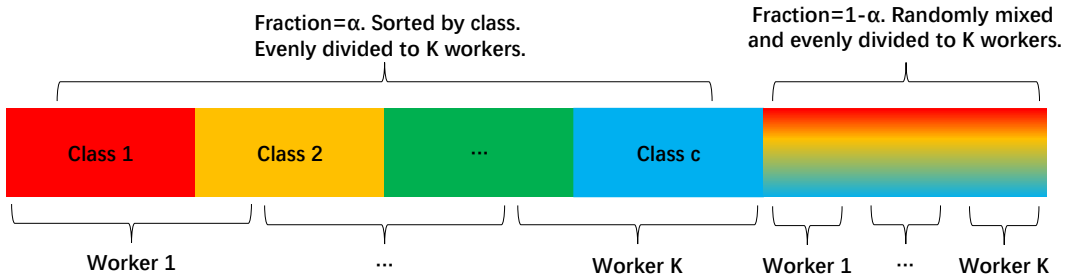 Fraction=α. Sorted by class.
Evenly divided to K workers.
Fraction=1-α. Randomly mixed
and evenly divided to K workers.
Class 1
Class 2
...
Class c
Worker 1
...
Worker K
Worker 1
...
Worker K